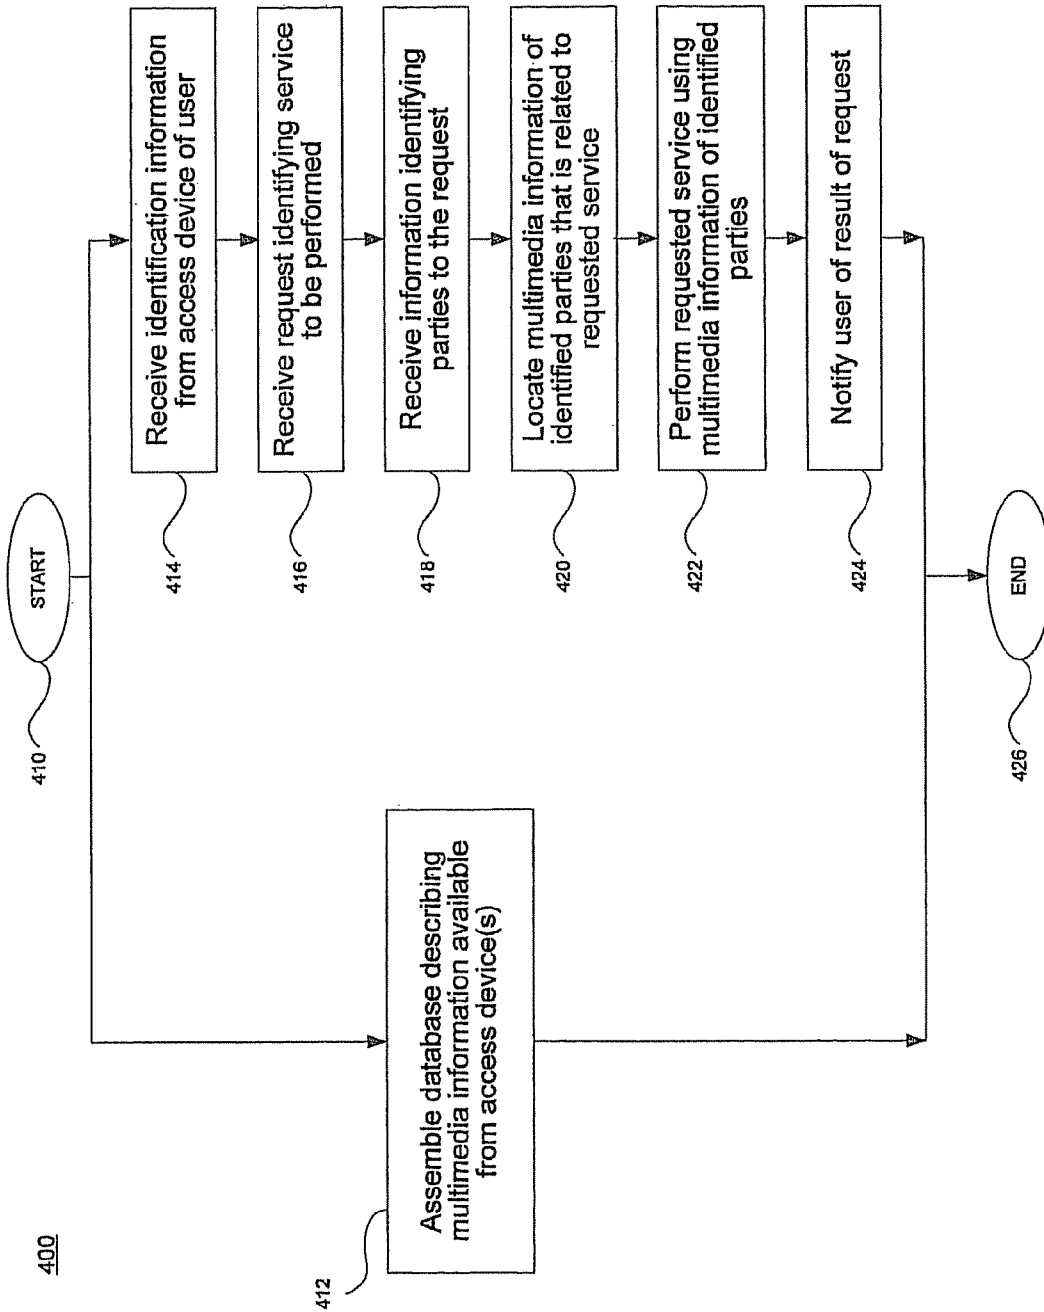 400
START
410
Assemble database describing
multimedia information available
from access device(s)
412
Receive identification information
from access device of user
414
Receive request identifying service
to be performed
416
Receive information identifying
parties to the request
418
Locate multimedia information of
identified parties that is related to
requested service
420
Perform requested service using
multimedia information of identified
parties
422
Notify user of result of request
424
END
426